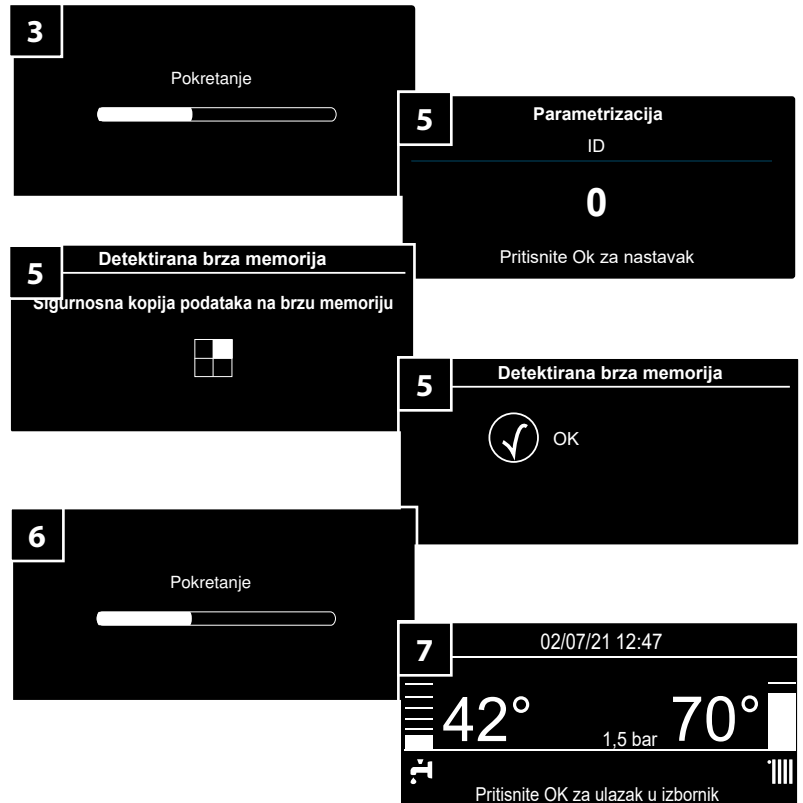 3
Pokretanje
5
Parametrizacija
ID
0
Pritisnite Ok za nastavak
5
Detektirana brza memorija
Sigurnosna kopija podataka na brzu memoriju
5
Detektirana brza memorija
√ OK
6
Pokretanje
7
02/07/21 12:47
42° 1,5 bar 70°
Pritisnite OK za ulazak u izbornik